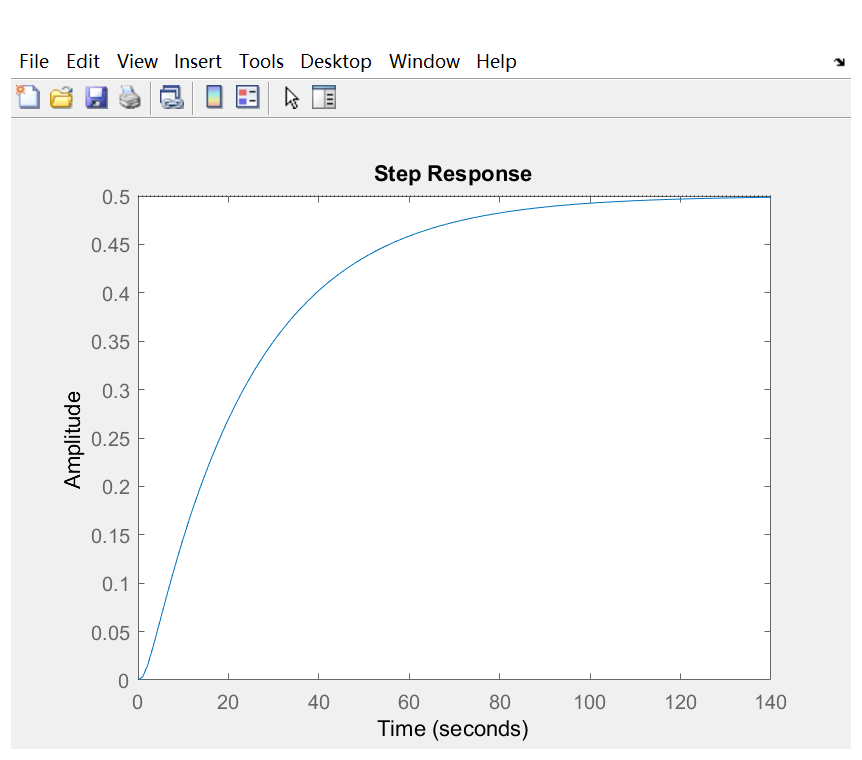 File Edit View Insert Tools Desktop Window Help
Step Response
0.5
0.45
0.4
0.35
0.3
0.25
0.2
0.15
0.1
0.05
0
Amplitude
0 20 40 60 80 100 120 140
Time (seconds)